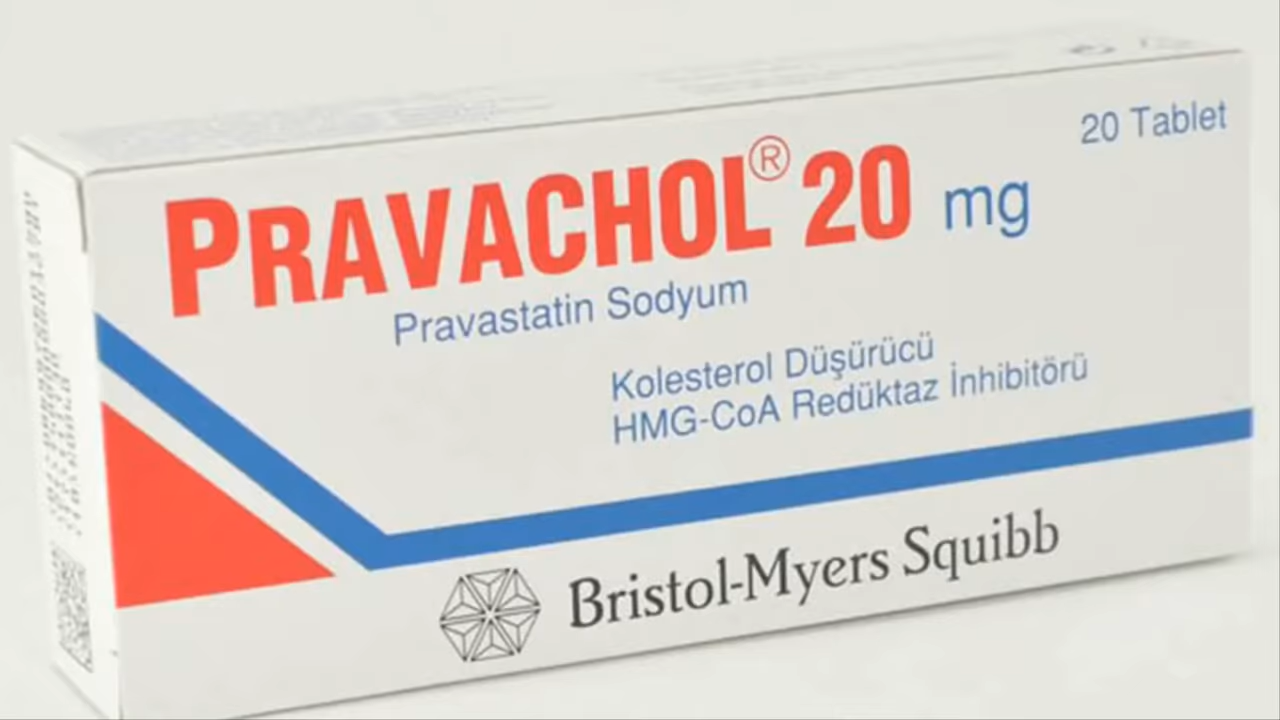 PRAVACHOL® 20 mg
20 Tablet
Pravastatin Sodyum
Kolesterol Düşürücü
HMG-CoA Redüktaz İnhibitörü
Bristol-Myers Squibb